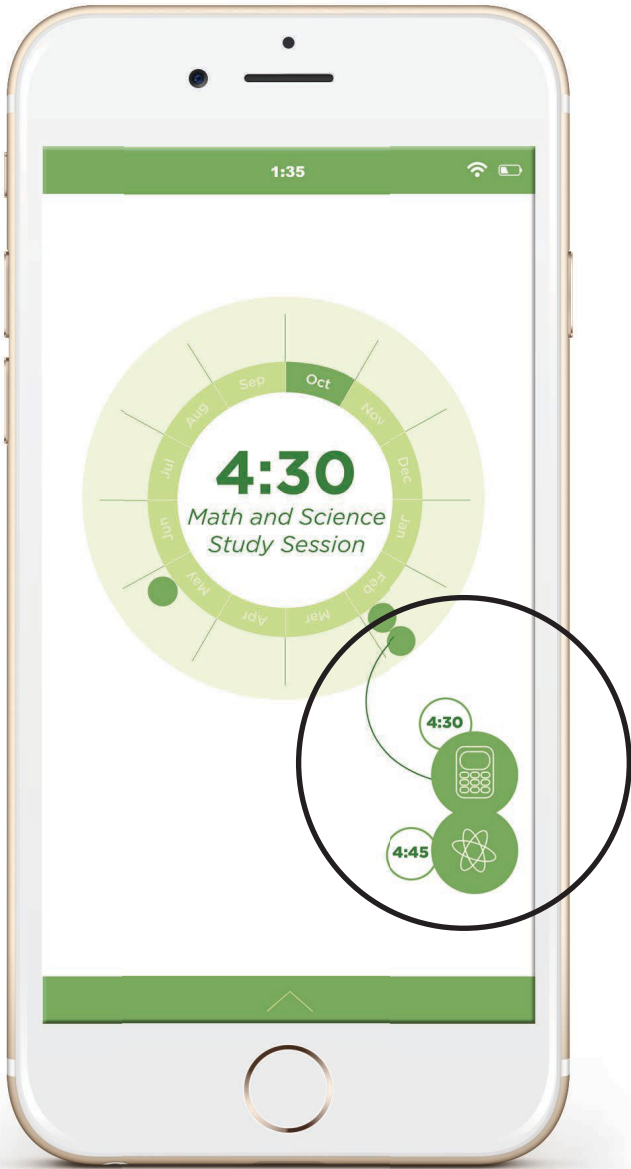 1:35
Sep
Oct
Nov
Dec
Jan
Feb
Mar
Apr
May
Jun
Jul
Aug
4:30
Math and Science
Study Session
4:30
4:45